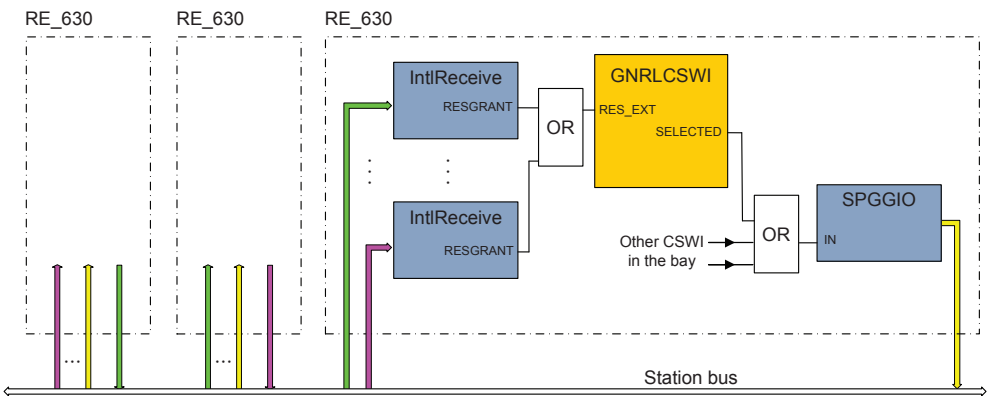 RE_630
RE_630
RE_630
IntlReceive
RESGRANT
OR
GNRLCSWI
RES_EXT
SELECTED
IntlReceive
RESGRANT
SPGGIO
IN
OR
Other CSWI
in the bay
...
...
Station bus